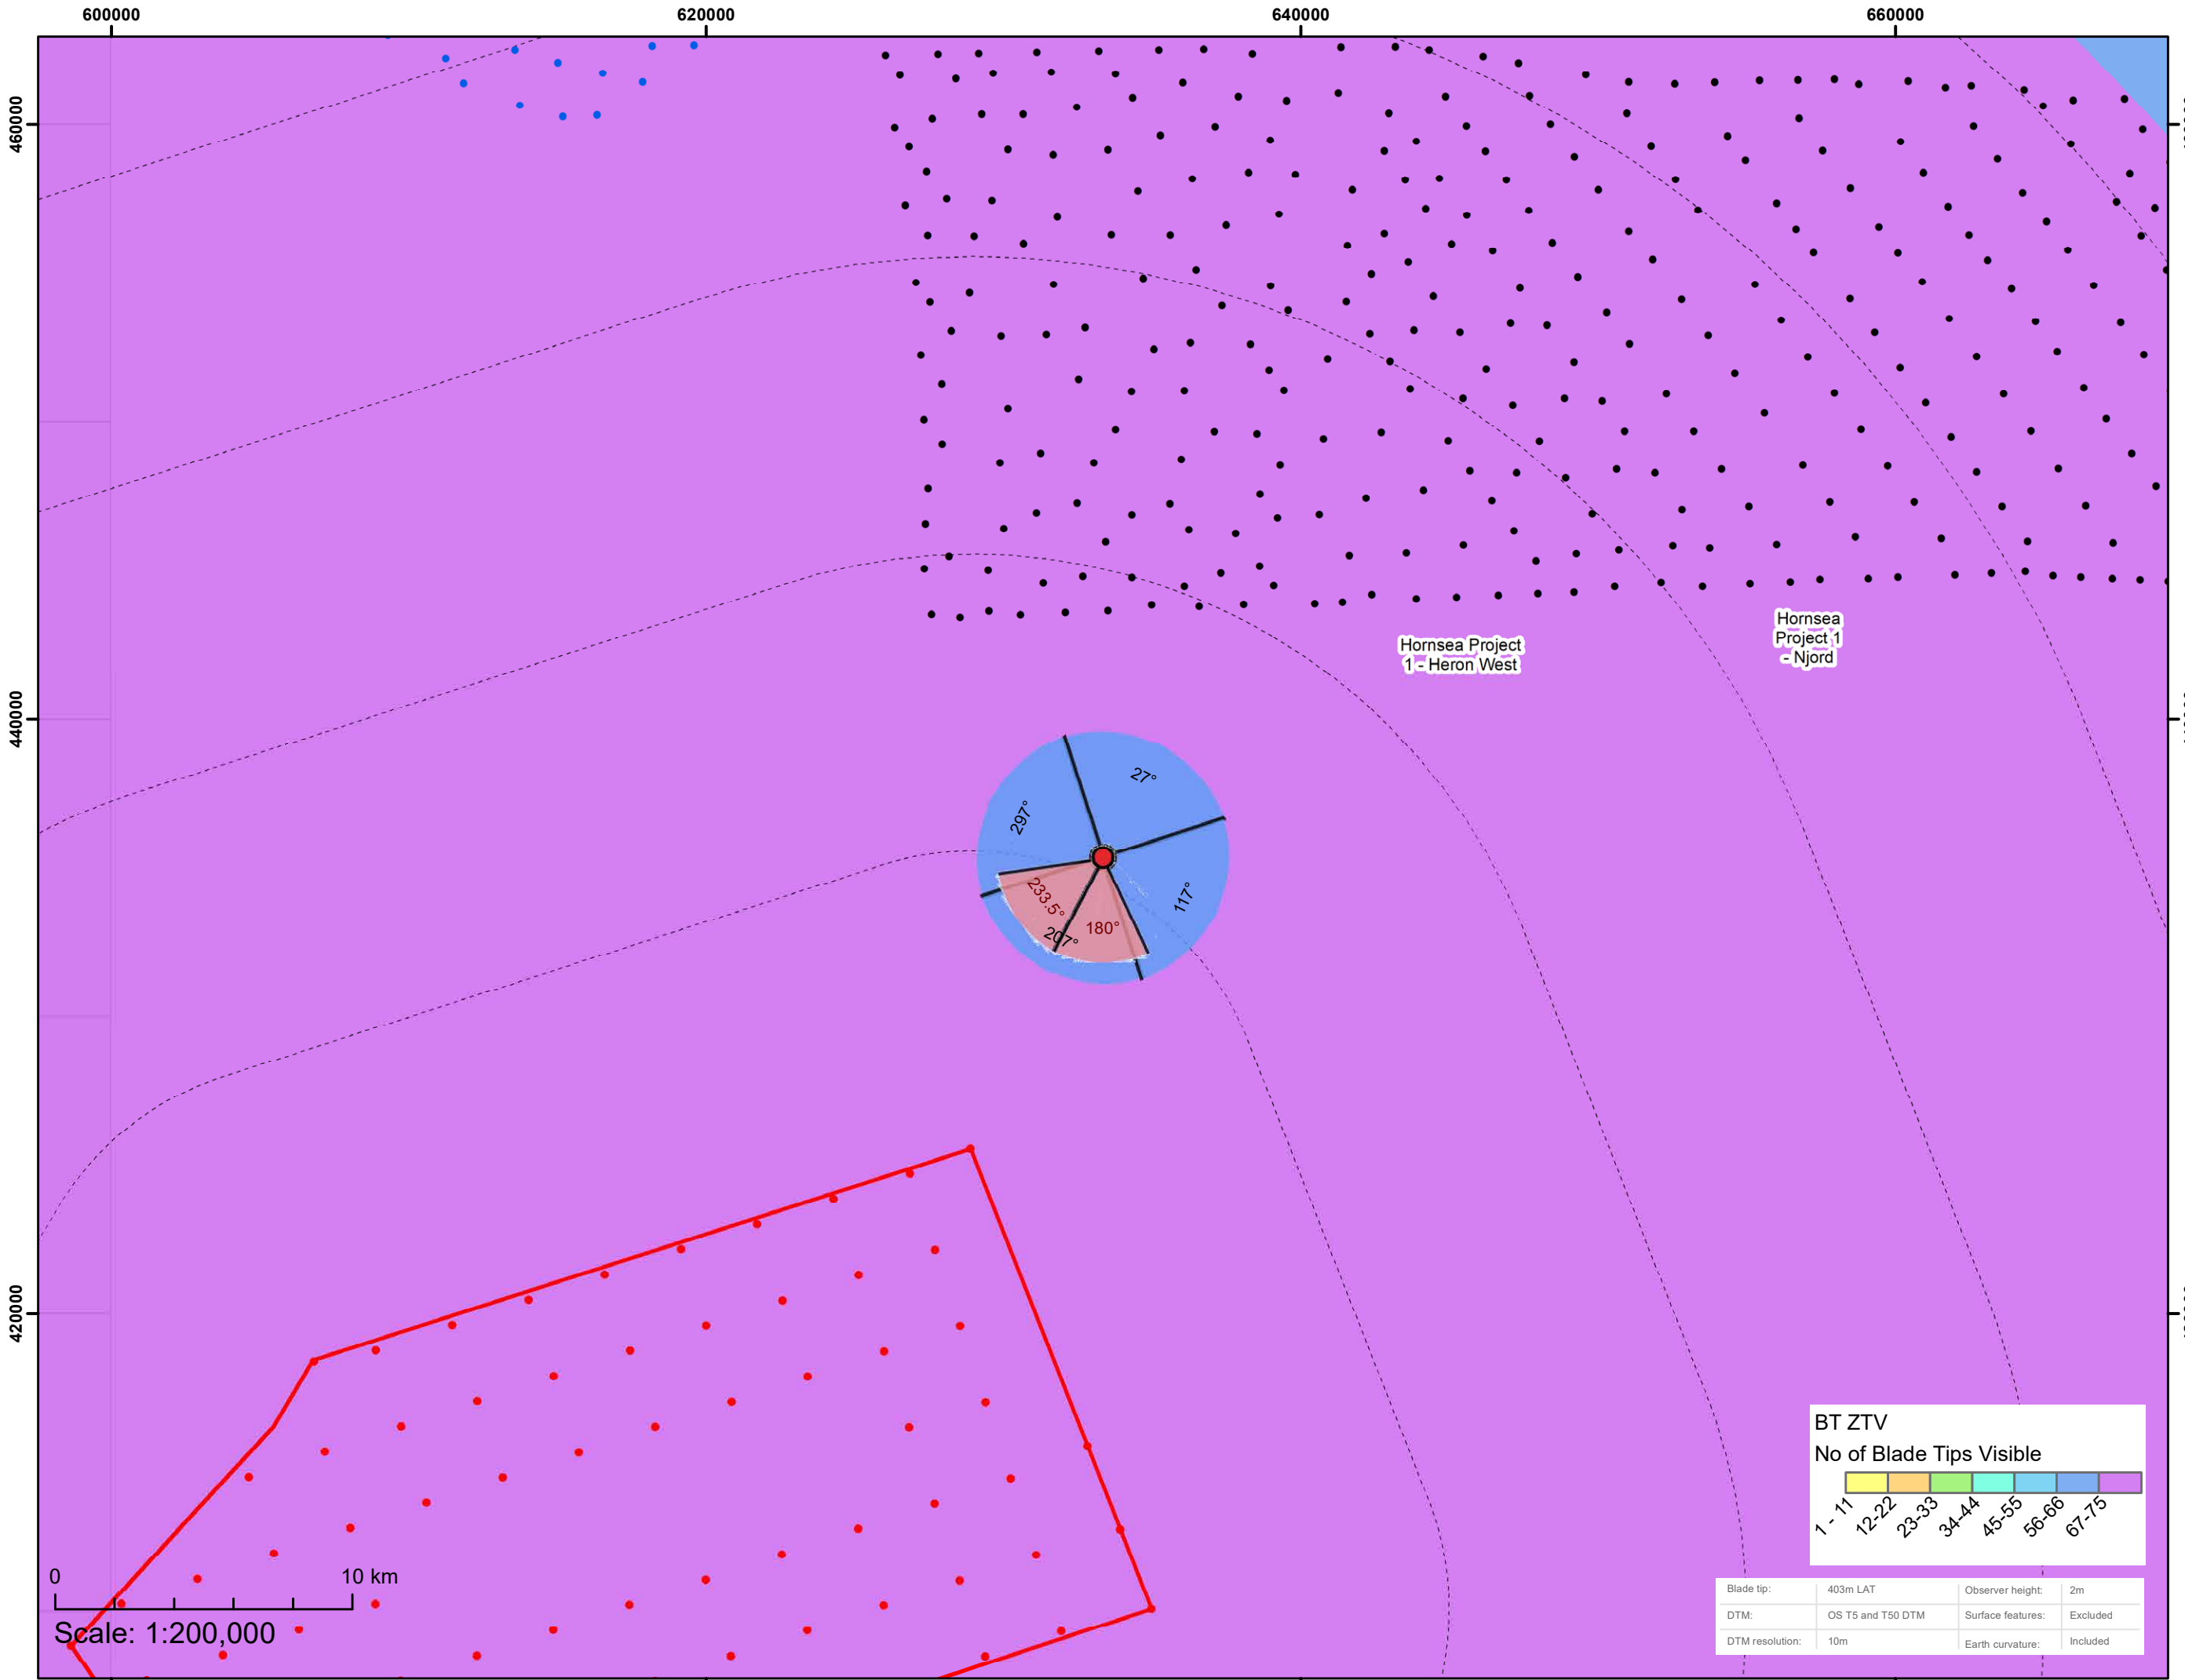 600000
620000
640000
660000
460000
440000
420000
Hornsea Project
1 - Heron West
Hornsea
Project 1
- Njord
27°
297°
117°
233.5°
207°
180°
BT ZTV
No of Blade Tips Visible
1 - 11
12-22
23-33
34-44
45-55
56-66
67-75
0
10 km
Scale: 1:200,000
Blade tip: 403m LAT Observer height: 2m
DTM: OS T5 and T50 DTM Surface features: Excluded
DTM resolution: 10m Earth curvature: Included